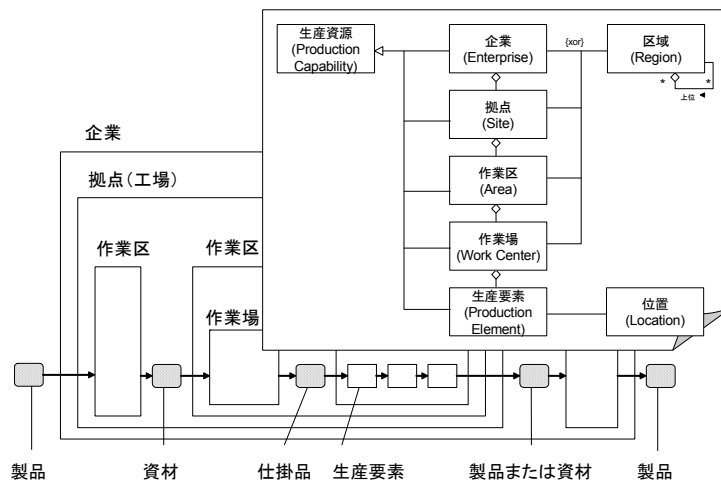 生産資源
(Production
Capability)
企業
(Enterprise)
{xor}
区域
(Region)
*
*
上位 ◀
拠点
(Site)
企業
作業区
(Area)
拠点(工場)
作業場
(Work Center)
作業区
作業区
生産要素
(Production
Element)
位置
(Location)
作業場
製品
資材
仕掛品
生産要素
製品または資材
製品